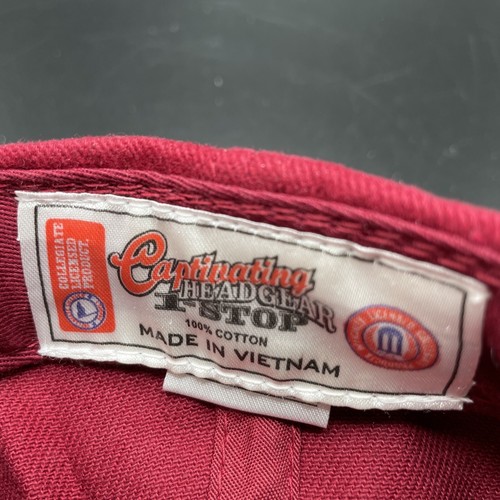 COLLEGIATE
LICENSED
PRODUCT.
Captivating
HEADGEAR
1-STOP
100% COTTON
MADE IN VIETNAM